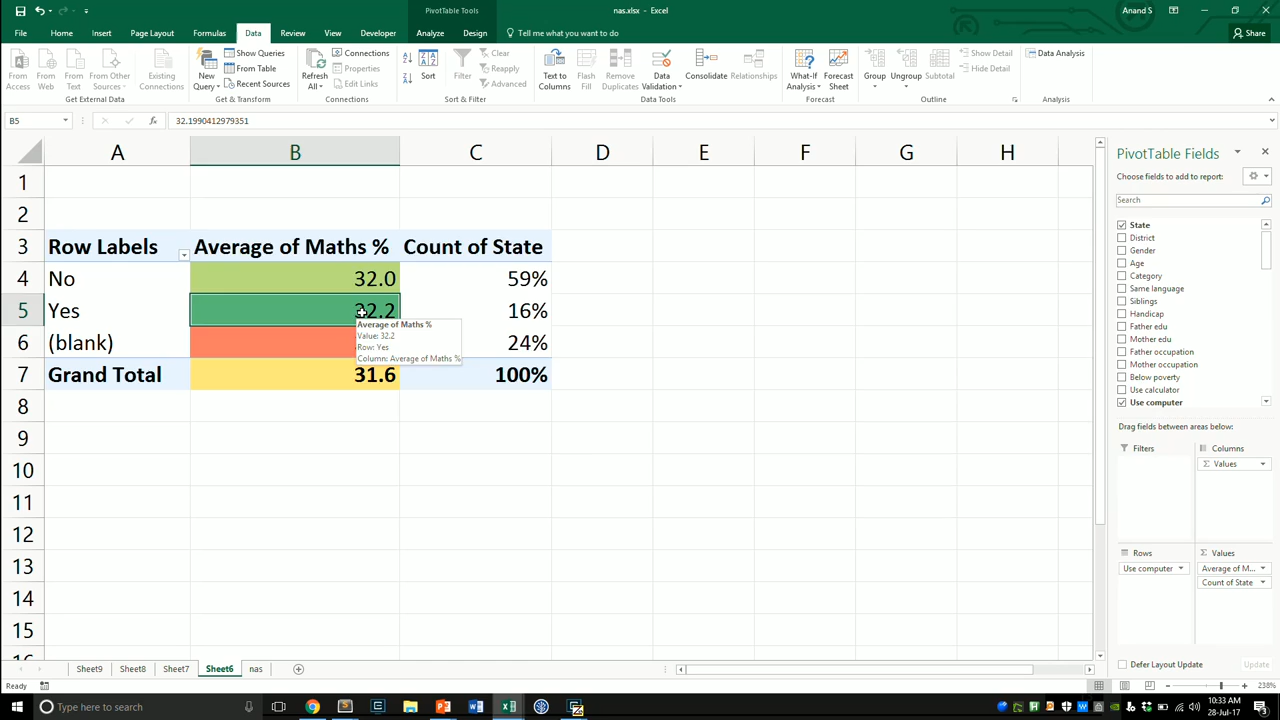 PivotTable Tools
nas.xlsx - Excel
Anand S
File Home Insert Page Layout Formulas Data Review View Developer Analyze Design Tell me what you want to do Share
From Access
From Web
From Text
From Other Sources
Existing Connections
Get External Data
New Query
Show Queries
From Table
Recent Sources
Get & Transform
Refresh All
Connections
Properties
Edit Links
Connections
Sort
Filter
Clear
Reapply
Advanced
Sort & Filter
Text to Columns
Flash Fill
Remove Duplicates
Data Validation
Consolidate
Relationships
Data Tools
What-If Analysis
Forecast Sheet
Forecast
Group
Ungroup
Subtotal
Show Detail
Hide Detail
Outline
Data Analysis
Analysis
B5 fx 32.1990412979351
A B C D E F G H
1
2
3 Row Labels Average of Maths % Count of State
4 No 32.0 59%
5 Yes 32.2 16%
6 (blank) 24%
7 Grand Total 31.6 100%
8
9
10
11
12
13
14
15
16
Average of Maths %
Value: 32.2
Row: Yes
Column: Average of Maths %
PivotTable Fields
Choose fields to add to report:
Search
State
District
Gender
Age
Category
Same language
Siblings
Handicap
Father edu
Mother edu
Father occupation
Mother occupation
Below poverty
Use calculator
Use computer
Drag fields between areas below:
Filters
Columns
Σ Values
Rows
Use computer
Σ Values
Average of M...
Count of State
Defer Layout Update Update
Sheet9 Sheet8 Sheet7 Sheet6 nas
Ready
238%
Type here to search
10:33 AM
28-Jul-17